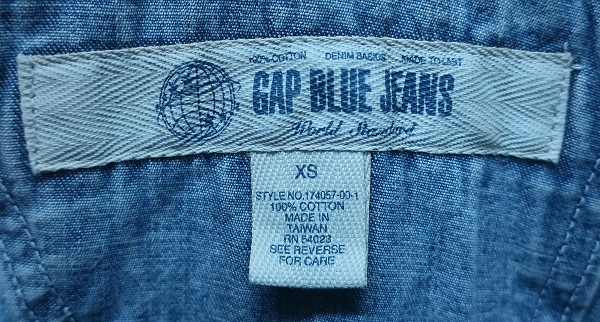 100% COTTON DENIM BASICS MADE TO LAST
GAP BLUE JEANS
World Standard
XS
STYLE NO.174057-00-1
100% COTTON
MADE IN
TAIWAN
RN 54023
SEE REVERSE
FOR CARE